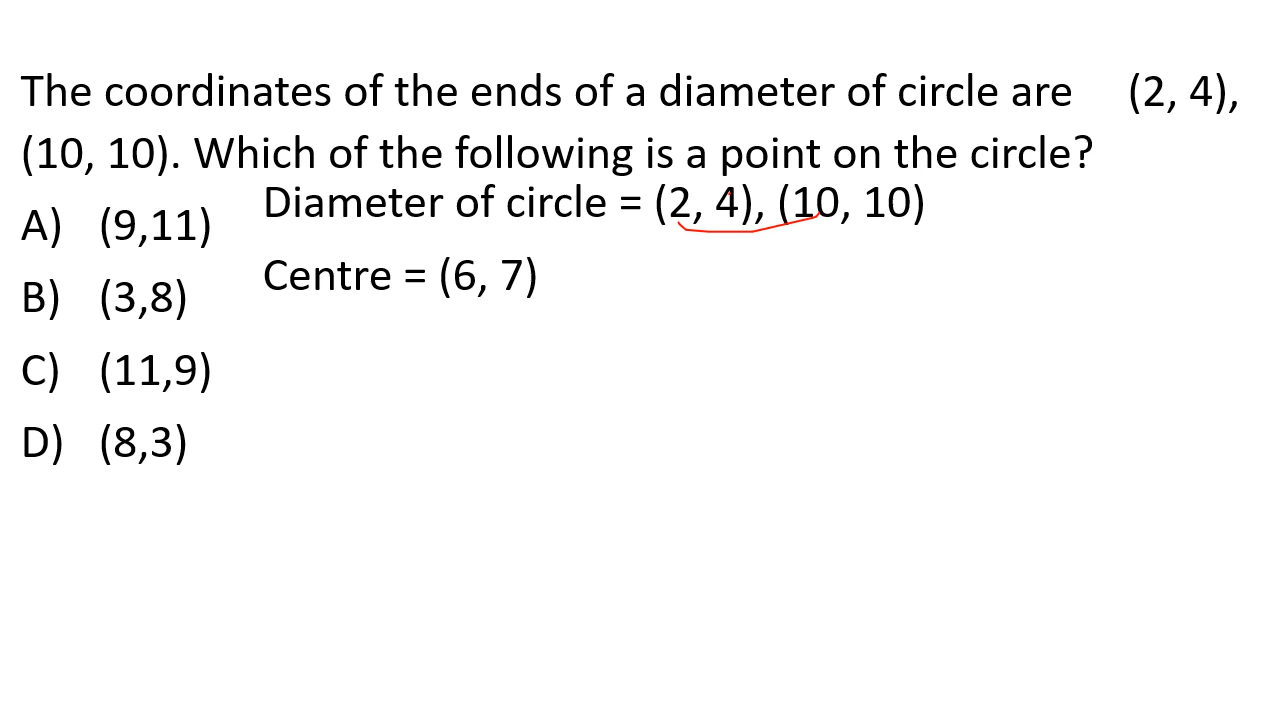 The coordinates of the ends of a diameter of circle are (2, 4),
(10, 10). Which of the following is a point on the circle?
Diameter of circle = (2, 4), (10, 10)
A) (9,11)
Centre = (6, 7)
B) (3,8)
C) (11,9)
D) (8,3)